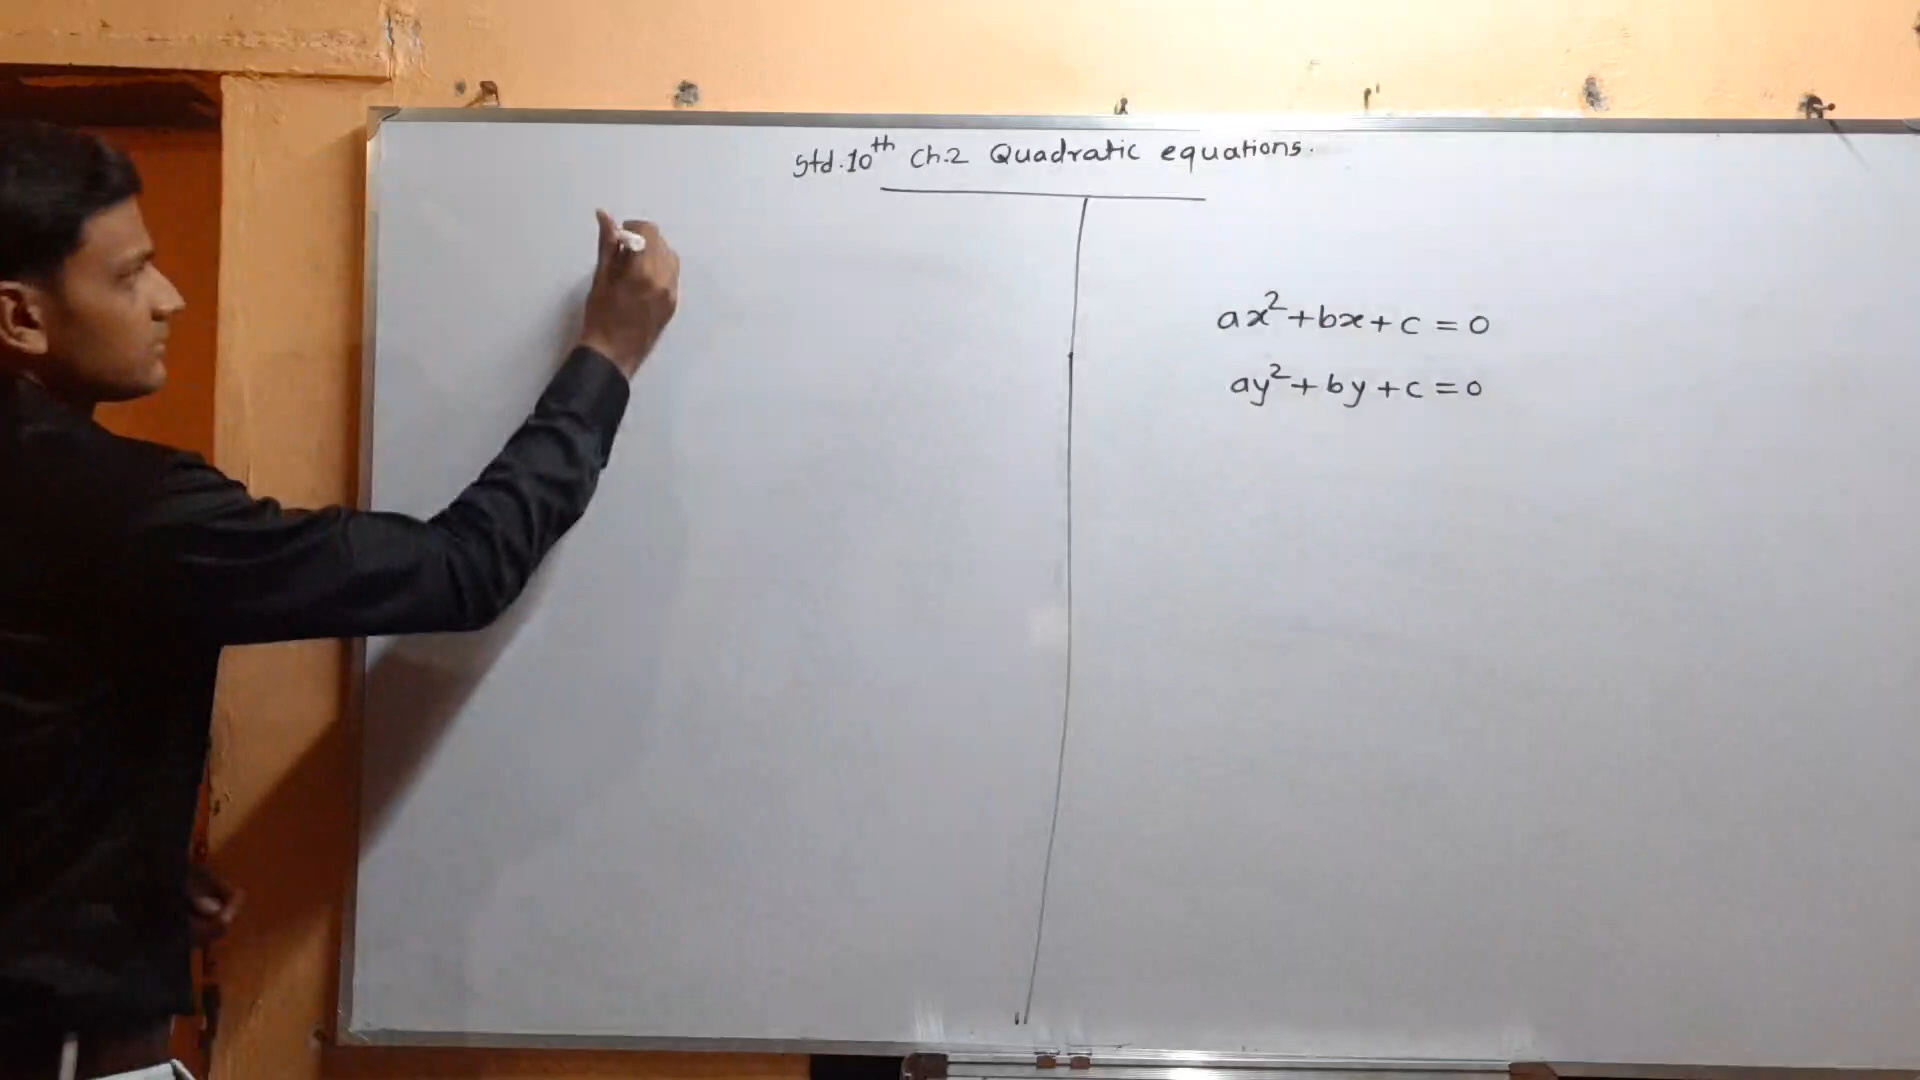 Std.10th Ch.2 Quadratic equations.
ax²+bx+c=0
ay²+by+c=0